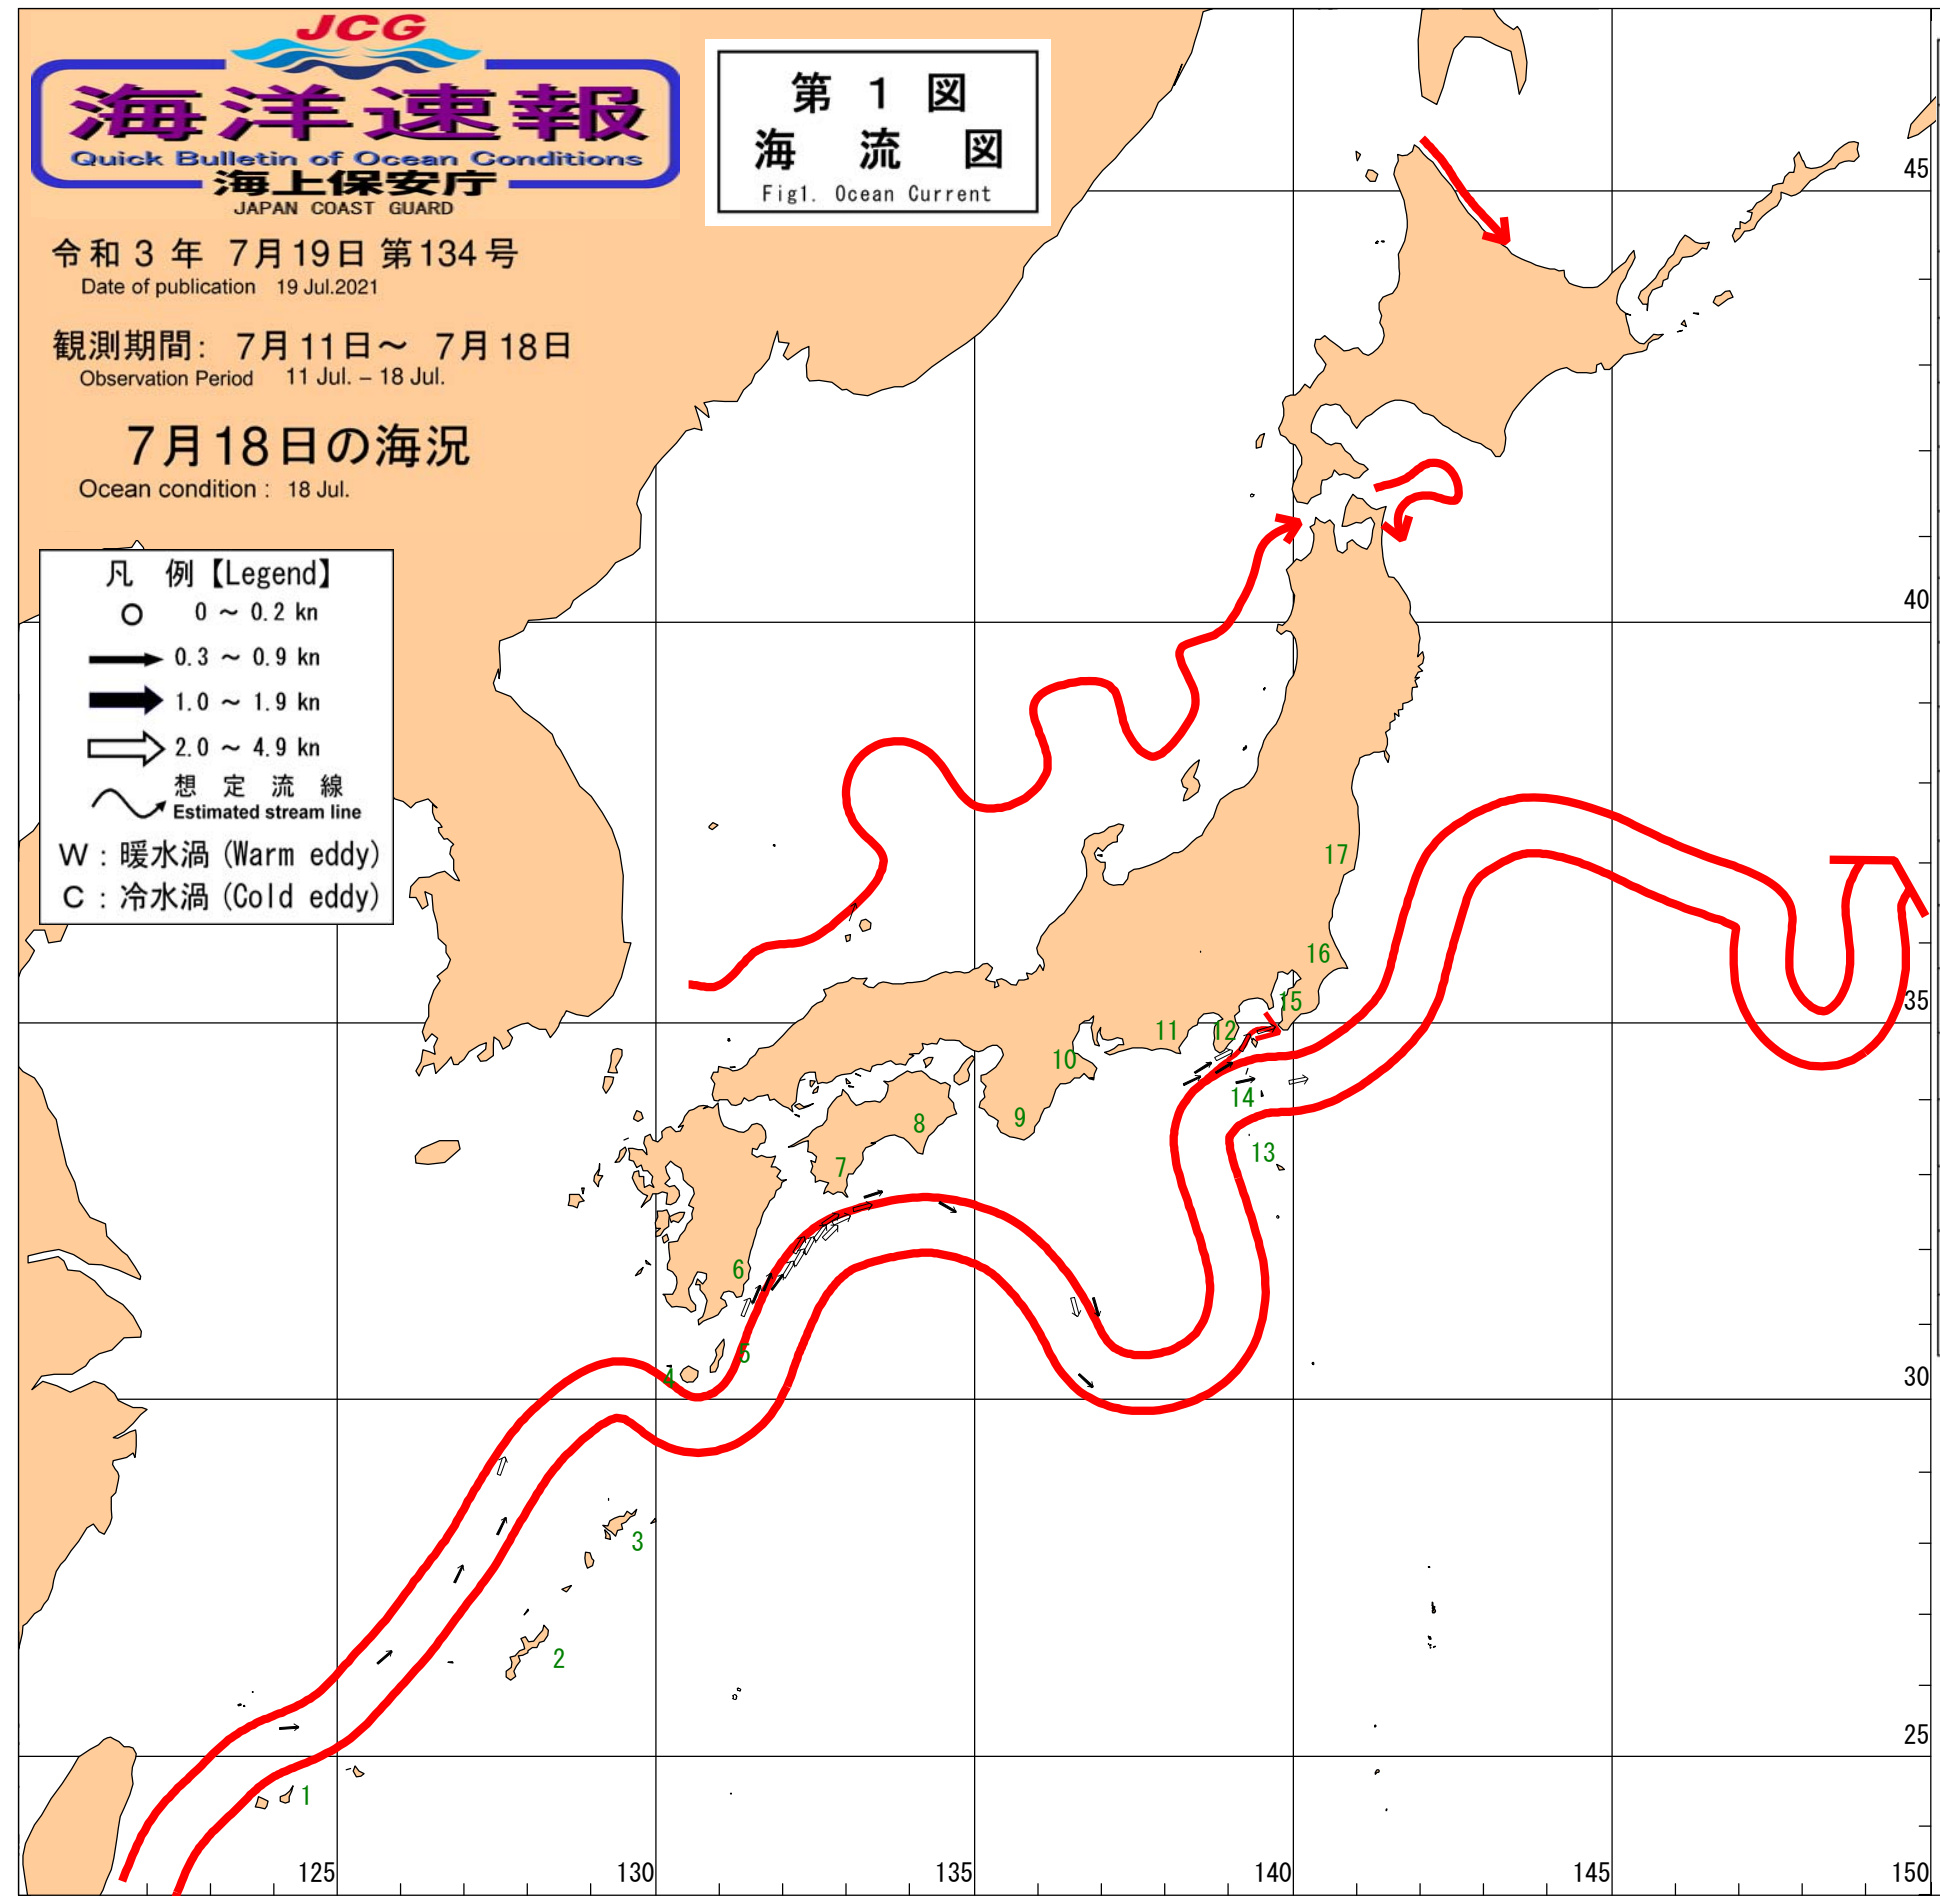 JCG
海洋速報
Quick Bulletin of Ocean Conditions
海上保安庁
JAPAN COAST GUARD
令和 3 年 7月19日 第134号
Date of publication 19 Jul.2021
観測期間: 7月11日～ 7月18日
Observation Period 11 Jul. – 18 Jul.
7月18日の海況
Ocean condition : 18 Jul.
第 1 図
海 流 図
Fig1. Ocean Current
凡 例【Legend】
0 ～ 0.2 kn
0.3 ～ 0.9 kn
1.0 ～ 1.9 kn
2.0 ～ 4.9 kn
想 定 流 線
Estimated stream line
W : 暖水渦 (Warm eddy)
C : 冷水渦 (Cold eddy)
45
40
17
16
35
15
12
11
10
14
9
8
13
7
6
5
4
30
3
2
25
1
125
130
135
140
145
150